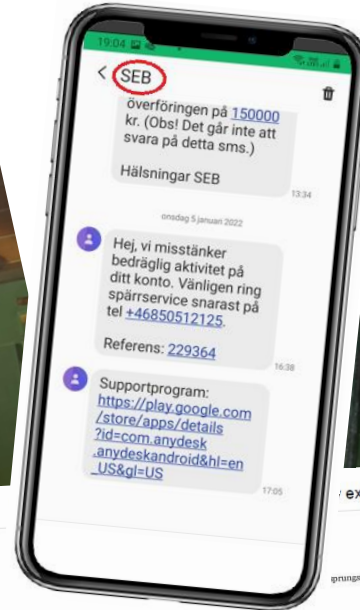 19:04
SEB
överföringen på 150000
kr. (Obs! Det går inte att
svara på detta sms.)
Hälsningar SEB
13:34
onsdag 5 januari 2022
Hej, vi misstänker
bedräglig aktivitet på
ditt konto. Vänligen ring
spärrservice snarast på
tel +46850512125.
Referens: 229364
16:38
Supportprogram:
https://play.google.com
/store/apps/details
?id=com.anydesk
.anydeskandroid&hl=en
_US&gl=US
17:05